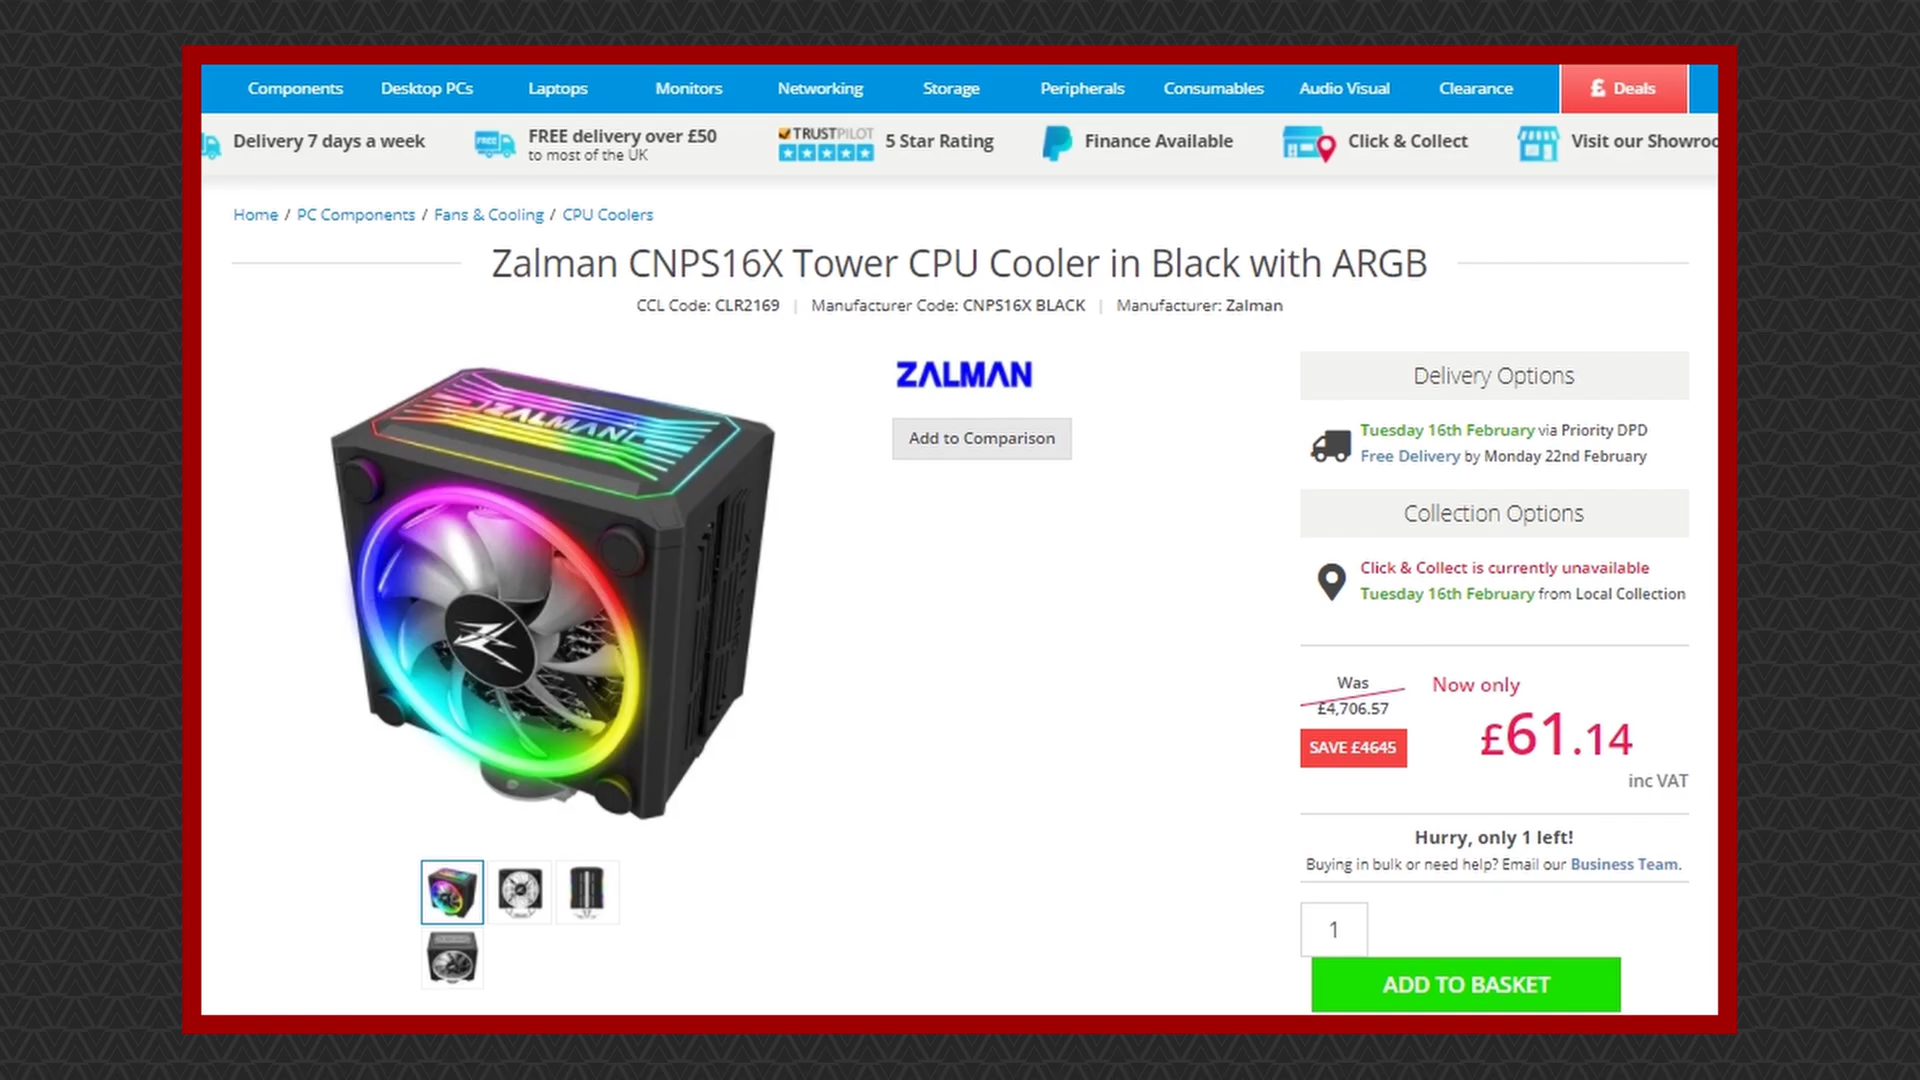 Components Desktop PCs Laptops Monitors Networking Storage Peripherals Consumables Audio Visual Clearance £ Deals
Delivery 7 days a week
FREE
FREE delivery over £50
to most of the UK
TRUSTPILOT
5 Star Rating
Finance Available
Click & Collect
Visit our Showroo
Home / PC Components / Fans & Cooling / CPU Coolers
Zalman CNPS16X Tower CPU Cooler in Black with ARGB
CCL Code: CLR2169 | Manufacturer Code: CNPS16X BLACK | Manufacturer: Zalman
ZALMAN
ZALMAN
Add to Comparison
Delivery Options
Tuesday 16th February via Priority DPD
Free Delivery by Monday 22nd February
Collection Options
Click & Collect is currently unavailable
Tuesday 16th February from Local Collection
Was
£4,706.57
SAVE £4645
Now only
£61.14
inc VAT
Hurry, only 1 left!
Buying in bulk or need help? Email our Business Team.
1
ADD TO BASKET